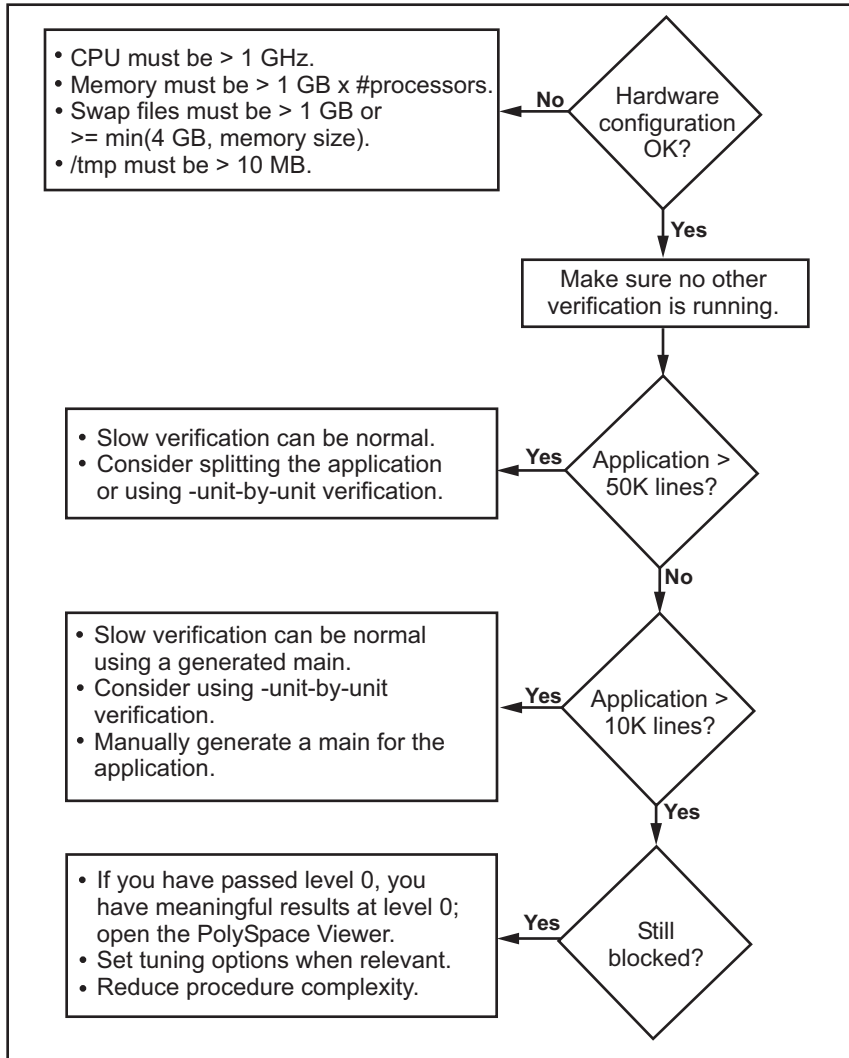 • CPU must be > 1 GHz.
• Memory must be > 1 GB x #processors.
• Swap files must be > 1 GB or
>= min(4 GB, memory size).
• /tmp must be > 10 MB.
No
Hardware
configuration
OK?
Yes
Make sure no other
verification is running.
• Slow verification can be normal.
• Consider splitting the application
or using -unit-by-unit verification.
Yes
Application >
50K lines?
No
• Slow verification can be normal
using a generated main.
• Consider using -unit-by-unit
verification.
• Manually generate a main for the
application.
Yes
Application >
10K lines?
Yes
• If you have passed level 0, you
have meaningful results at level 0;
open the PolySpace Viewer.
• Set tuning options when relevant.
• Reduce procedure complexity.
Yes
Still
blocked?